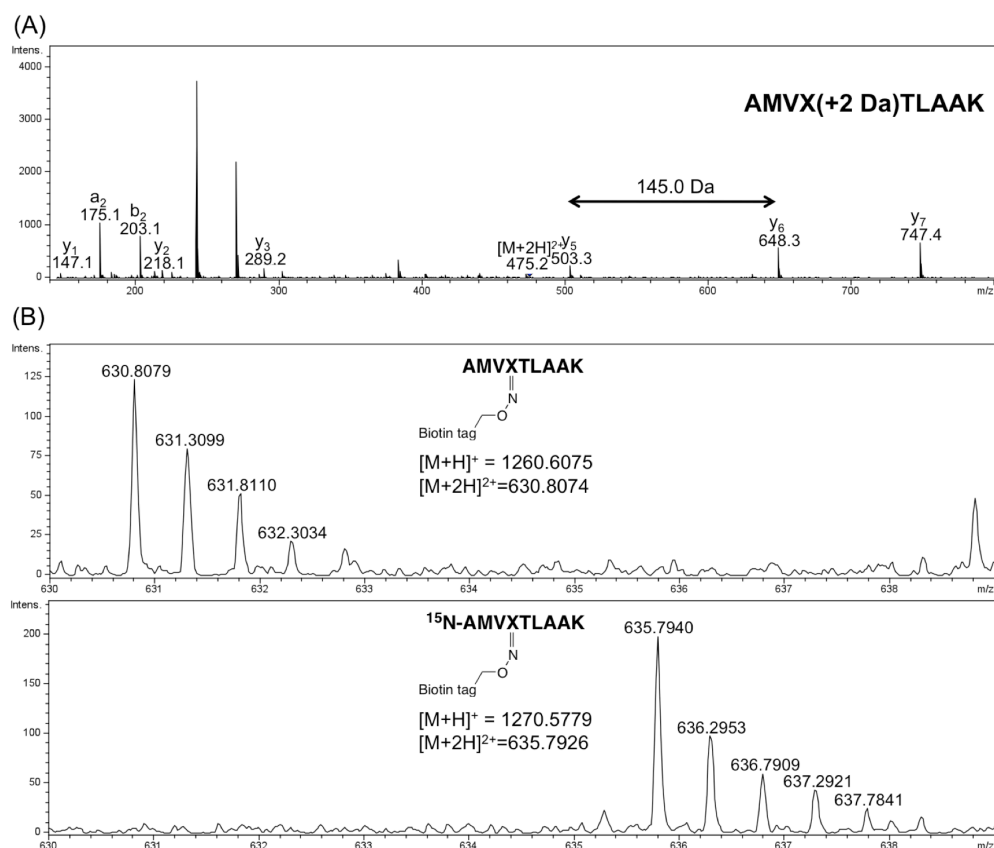 (A)
Intens.
4000
3000
2000
1000
0
AMVX(+2 Da)TLAAK
145.0 Da
a2
175.1
b2
203.1
y1
147.1
y2
218.1
y3
289.2
[M+2H]2+
475.2
y5
503.3
y6
648.3
y7
747.4
200 300 400 500 600 700 m/z
(B)
Intens.
125
100
75
50
25
0
630.8079
631.3099
631.8110
632.3034
AMVXTLAAK
N
O
Biotin tag
[M+H]+ = 1260.6075
[M+2H]2+=630.8074
630 631 632 633 634 635 636 637 638 m/z
Intens.
200
150
100
50
0
15N-AMVXTLAAK
N
O
Biotin tag
[M+H]+ = 1270.5779
[M+2H]2+=635.7926
635.7940
636.2953
636.7909
637.2921
637.7841
630 631 632 633 634 635 636 637 638 m/z